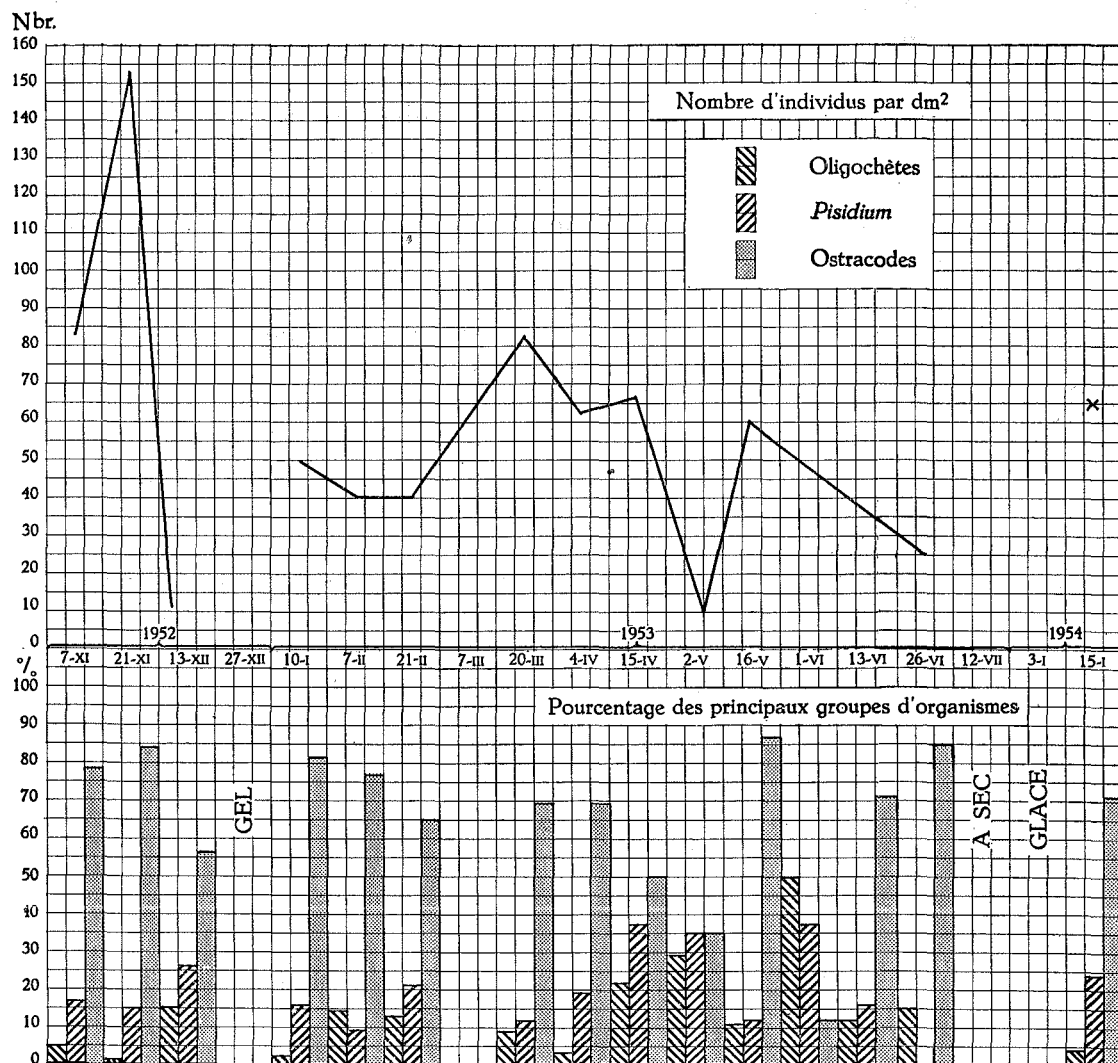 Nbr.
160
150
140
130
120
110
100
90
80
70
60
50
40
30
20
10
0
Nombre d'individus par dm²
Oligochètes
Pisidium
Ostracodes
1952 1953 1954
7-XI 21-XI 13-XII 27-XII 10-I 7-II 21-II 7-III 20-III 4-IV 15-IV 2-V 16-V 1-VI 13-VI 26-VI 12-VII 3-I 15-I
%
100
90
80
70
60
50
40
30
20
10
0
Pourcentage des principaux groupes d'organismes
GEL
A SEC
GLACE